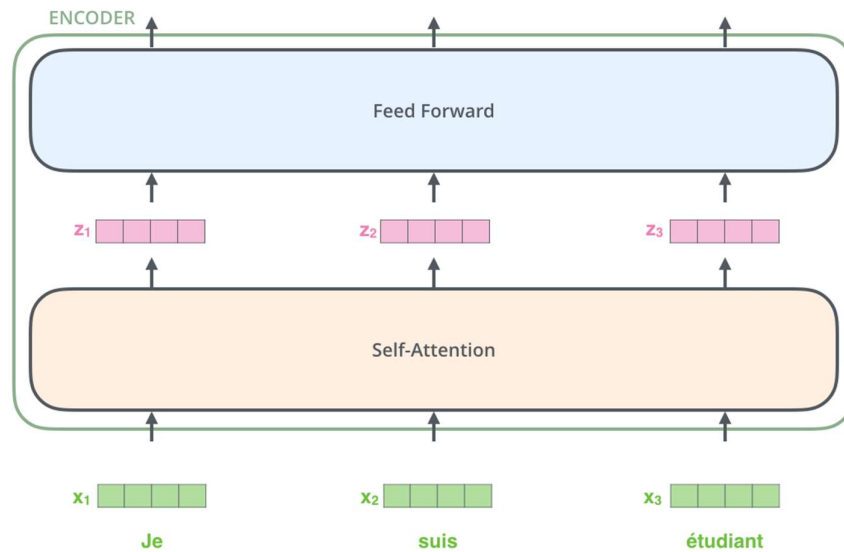 ENCODER
Feed Forward
z₁ z₂ z₃
Self-Attention
x₁ x₂ x₃
Je suis étudiant